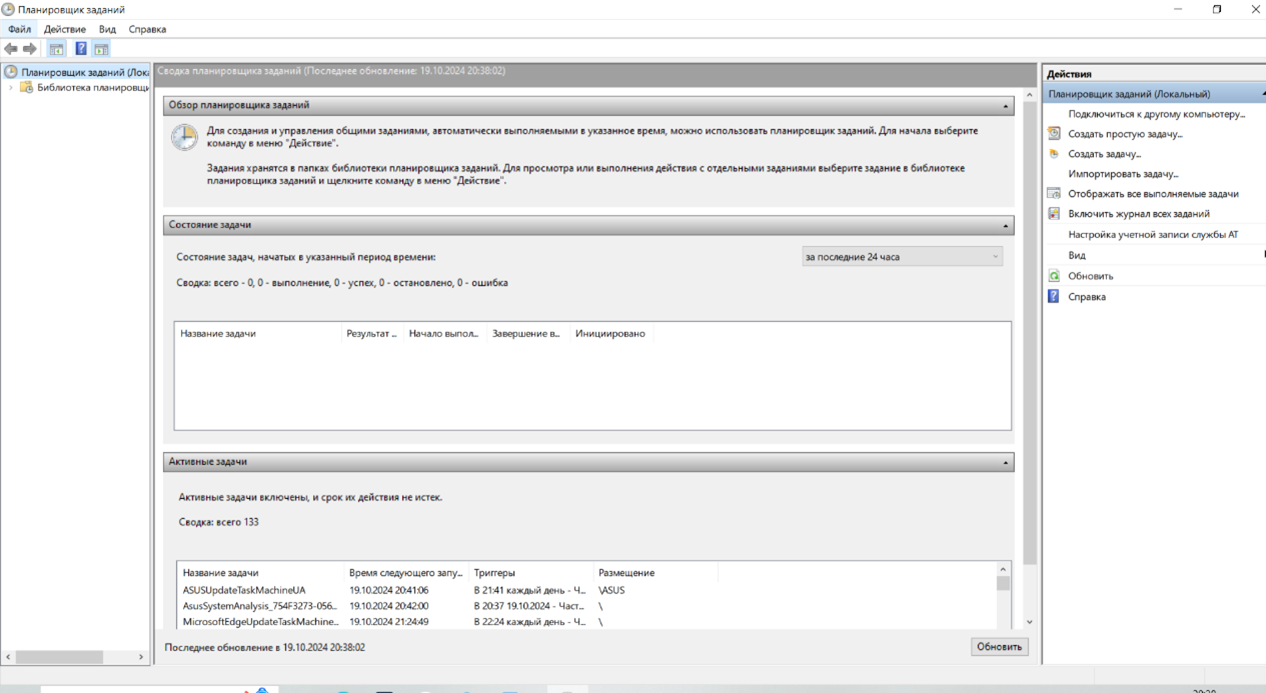 Планировщик заданий
Файл Действие Вид Справка
Планировщик заданий (Лока
Библиотека планировщи
Сводка планировщика заданий (Последнее обновление: 19.10.2024 20:38:02)
Обзор планировщика заданий
Для создания и управления общими заданиями, автоматически выполняемыми в указанное время, можно использовать планировщик заданий. Для начала выберите
команду в меню "Действие".
Задания хранятся в папках библиотеки планировщика заданий. Для просмотра или выполнения действия с отдельными заданиями выберите задание в библиотеке
планировщика заданий и щелкните команду в меню "Действие".
Состояние задачи
Состояние задач, начатых в указанный период времени: за последние 24 часа
Сводка: всего - 0, 0 - выполнение, 0 - успех, 0 - остановлено, 0 - ошибка
Название задачи Результат ... Начало выпол... Завершение в... Инициировано
Активные задачи
Активные задачи включены, и срок их действия не истек.
Сводка: всего 133
Название задачи Время следующего запу... Триггеры Размещение
ASUSUpdateTaskMachineUA 19.10.2024 20:41:06 В 21:41 каждый день - Ч... \ASUS
AsusSystemAnalysis_754F3273-056... 19.10.2024 20:42:00 В 20:37 19.10.2024 - Част... \
MicrosoftEdgeUpdateTaskMachine... 19.10.2024 21:24:49 В 22:24 каждый день - Ч... \
Последнее обновление в 19.10.2024 20:38:02 Обновить
Действия
Планировщик заданий (Локальный)
Подключиться к другому компьютеру...
Создать простую задачу...
Создать задачу...
Импортировать задачу...
Отображать все выполняемые задачи
Включить журнал всех заданий
Настройка учетной записи службы AT
Вид
Обновить
Справка